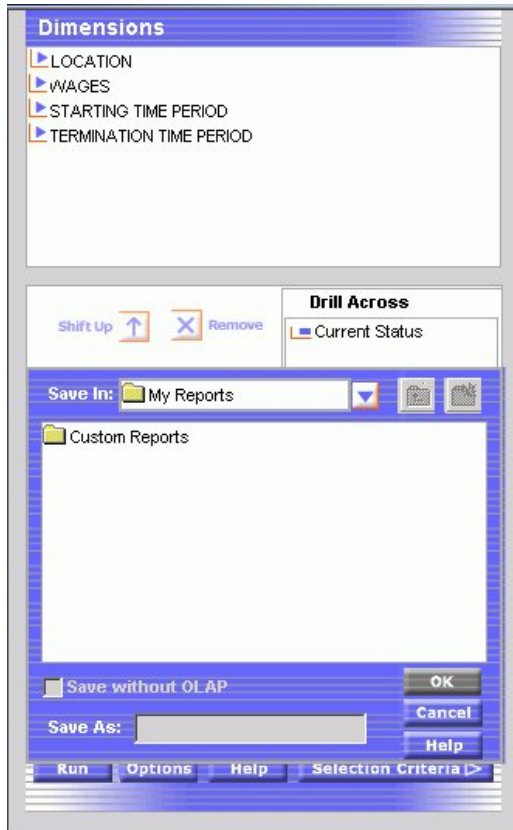 Dimensions
LOCATION
WAGES
STARTING TIME PERIOD
TERMINATION TIME PERIOD
Shift Up
Remove
Drill Across
Current Status
Save In: My Reports
Custom Reports
Save without OLAP
OK
Save As:
Cancel
Help
Run Options Help Selection Criteria